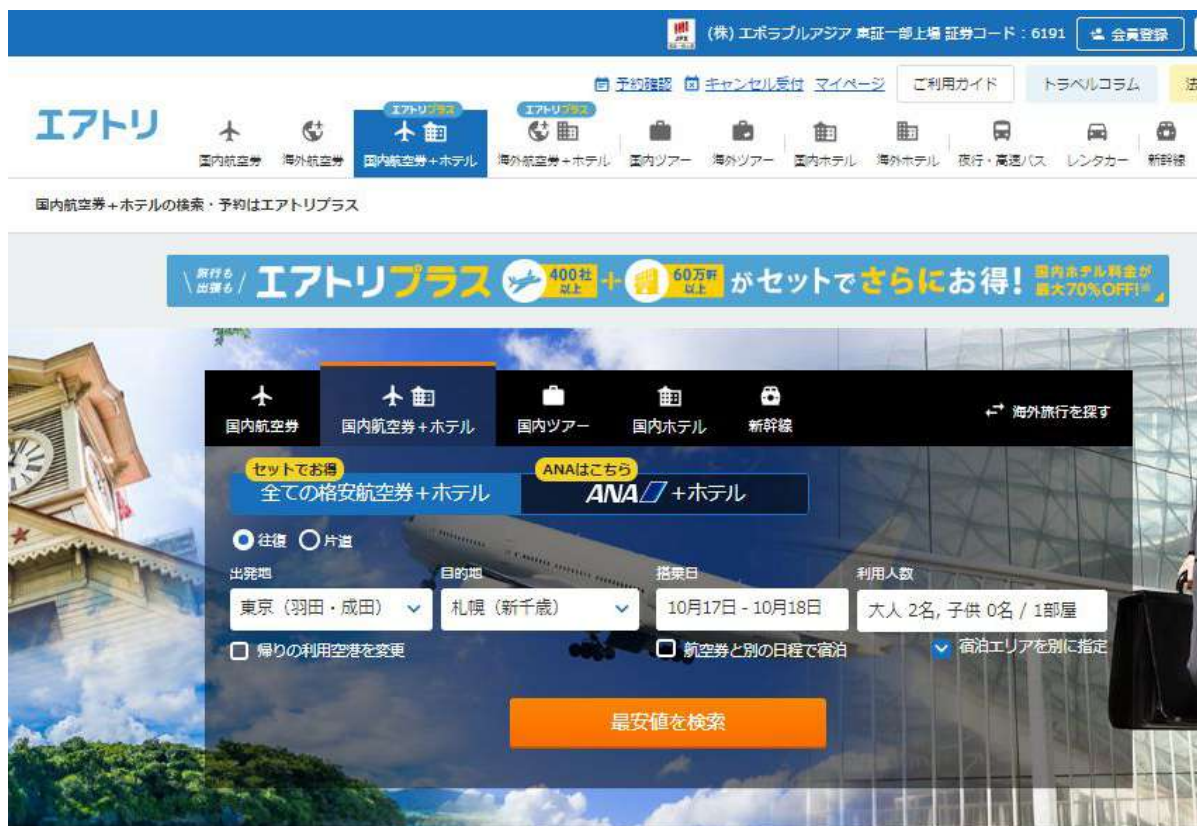 (株) エボラブルアジア 東証一部上場 証券コード : 6191 会員登録
予約確認 キャンセル受付 マイページ ご利用ガイド トラベルコラム 法
エアトリ
エアトリプラス エアトリプラス
国内航空券 海外航空券 国内航空券+ホテル 海外航空券+ホテル 国内ツアー 海外ツアー 国内ホテル 海外ホテル 夜行・高速バス レンタカー 新幹線
国内航空券+ホテルの検索・予約はエアトリプラス
旅行も
出張も
エアトリプラス 400社以上 + 60万軒以上 がセットでさらにお得! 国内ホテル料金が
最大70%OFF!※
国内航空券 国内航空券+ホテル 国内ツアー 国内ホテル 新幹線 海外旅行を探す
セットでお得 ANAはこちら
全ての格安航空券+ホテル ANA +ホテル
往復 片道
出発地 目的地 搭乗日 利用人数
東京(羽田・成田) 札幌(新千歳) 10月17日 - 10月18日 大人 2名, 子供 0名 / 1部屋
帰りの利用空港を変更 航空券と別の日程で宿泊 宿泊エリアを別に指定
最安値を検索